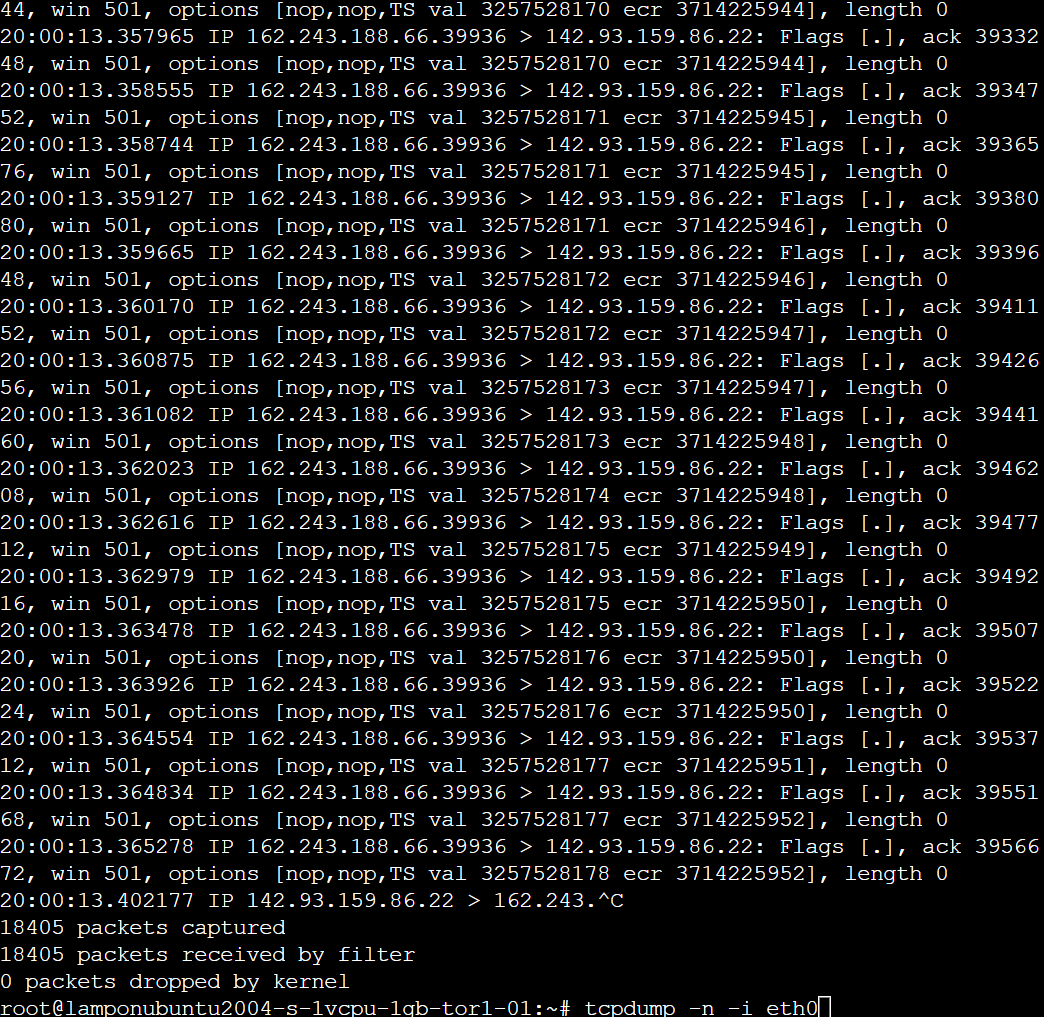 44, win 501, options [nop,nop,TS val 3257528170 ecr 3714225944], length 0
20:00:13.357965 IP 162.243.188.66.39936 > 142.93.159.86.22: Flags [.], ack 39332
48, win 501, options [nop,nop,TS val 3257528170 ecr 3714225944], length 0
20:00:13.358555 IP 162.243.188.66.39936 > 142.93.159.86.22: Flags [.], ack 39347
52, win 501, options [nop,nop,TS val 3257528171 ecr 3714225945], length 0
20:00:13.358744 IP 162.243.188.66.39936 > 142.93.159.86.22: Flags [.], ack 39365
76, win 501, options [nop,nop,TS val 3257528171 ecr 3714225945], length 0
20:00:13.359127 IP 162.243.188.66.39936 > 142.93.159.86.22: Flags [.], ack 39380
80, win 501, options [nop,nop,TS val 3257528171 ecr 3714225946], length 0
20:00:13.359665 IP 162.243.188.66.39936 > 142.93.159.86.22: Flags [.], ack 39396
48, win 501, options [nop,nop,TS val 3257528172 ecr 3714225946], length 0
20:00:13.360170 IP 162.243.188.66.39936 > 142.93.159.86.22: Flags [.], ack 39411
52, win 501, options [nop,nop,TS val 3257528172 ecr 3714225947], length 0
20:00:13.360875 IP 162.243.188.66.39936 > 142.93.159.86.22: Flags [.], ack 39426
56, win 501, options [nop,nop,TS val 3257528173 ecr 3714225947], length 0
20:00:13.361082 IP 162.243.188.66.39936 > 142.93.159.86.22: Flags [.], ack 39441
60, win 501, options [nop,nop,TS val 3257528173 ecr 3714225948], length 0
20:00:13.362023 IP 162.243.188.66.39936 > 142.93.159.86.22: Flags [.], ack 39462
08, win 501, options [nop,nop,TS val 3257528174 ecr 3714225948], length 0
20:00:13.362616 IP 162.243.188.66.39936 > 142.93.159.86.22: Flags [.], ack 39477
12, win 501, options [nop,nop,TS val 3257528175 ecr 3714225949], length 0
20:00:13.362979 IP 162.243.188.66.39936 > 142.93.159.86.22: Flags [.], ack 39492
16, win 501, options [nop,nop,TS val 3257528175 ecr 3714225950], length 0
20:00:13.363478 IP 162.243.188.66.39936 > 142.93.159.86.22: Flags [.], ack 39507
20, win 501, options [nop,nop,TS val 3257528176 ecr 3714225950], length 0
20:00:13.363926 IP 162.243.188.66.39936 > 142.93.159.86.22: Flags [.], ack 39522
24, win 501, options [nop,nop,TS val 3257528176 ecr 3714225950], length 0
20:00:13.364554 IP 162.243.188.66.39936 > 142.93.159.86.22: Flags [.], ack 39537
12, win 501, options [nop,nop,TS val 3257528177 ecr 3714225951], length 0
20:00:13.364834 IP 162.243.188.66.39936 > 142.93.159.86.22: Flags [.], ack 39551
68, win 501, options [nop,nop,TS val 3257528177 ecr 3714225952], length 0
20:00:13.365278 IP 162.243.188.66.39936 > 142.93.159.86.22: Flags [.], ack 39566
72, win 501, options [nop,nop,TS val 3257528178 ecr 3714225952], length 0
20:00:13.402177 IP 142.93.159.86.22 > 162.243.^C
18405 packets captured
18405 packets received by filter
0 packets dropped by kernel
root@lamponubuntu2004-s-1vcpu-1gb-tor1-01:~# tcpdump -n -i eth0